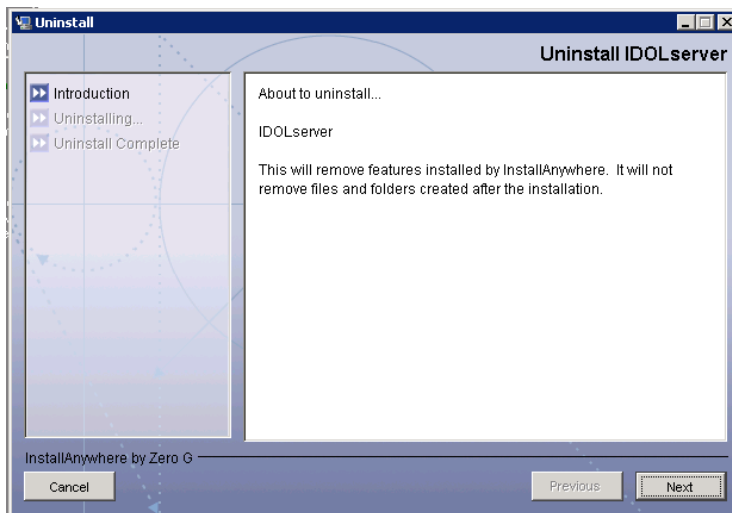 Uninstall
Uninstall IDOLserver
Introduction
Uninstalling...
Uninstall Complete
About to uninstall...
IDOLserver
This will remove features installed by InstallAnywhere.  It will not
remove files and folders created after the installation.
InstallAnywhere by Zero G
Cancel
Previous
Next